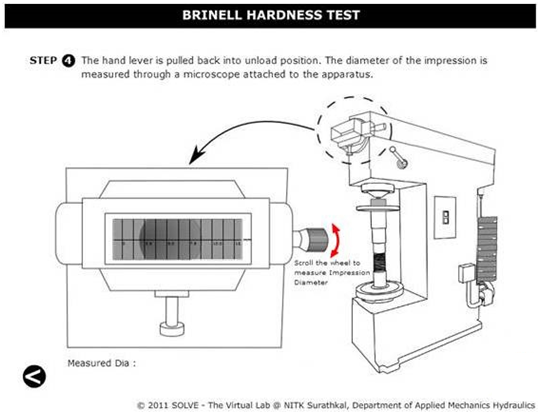 BRINELL HARDNESS TEST
STEP 4 The hand lever is pulled back into unload position. The diameter of the impression is
measured through a microscope attached to the apparatus.
Scroll the wheel to
measure Impression
Diameter
Measured Dia :
<
© 2011 SOLVE - The Virtual Lab @ NITK Surathkal, Department of Applied Mechanics Hydraulics